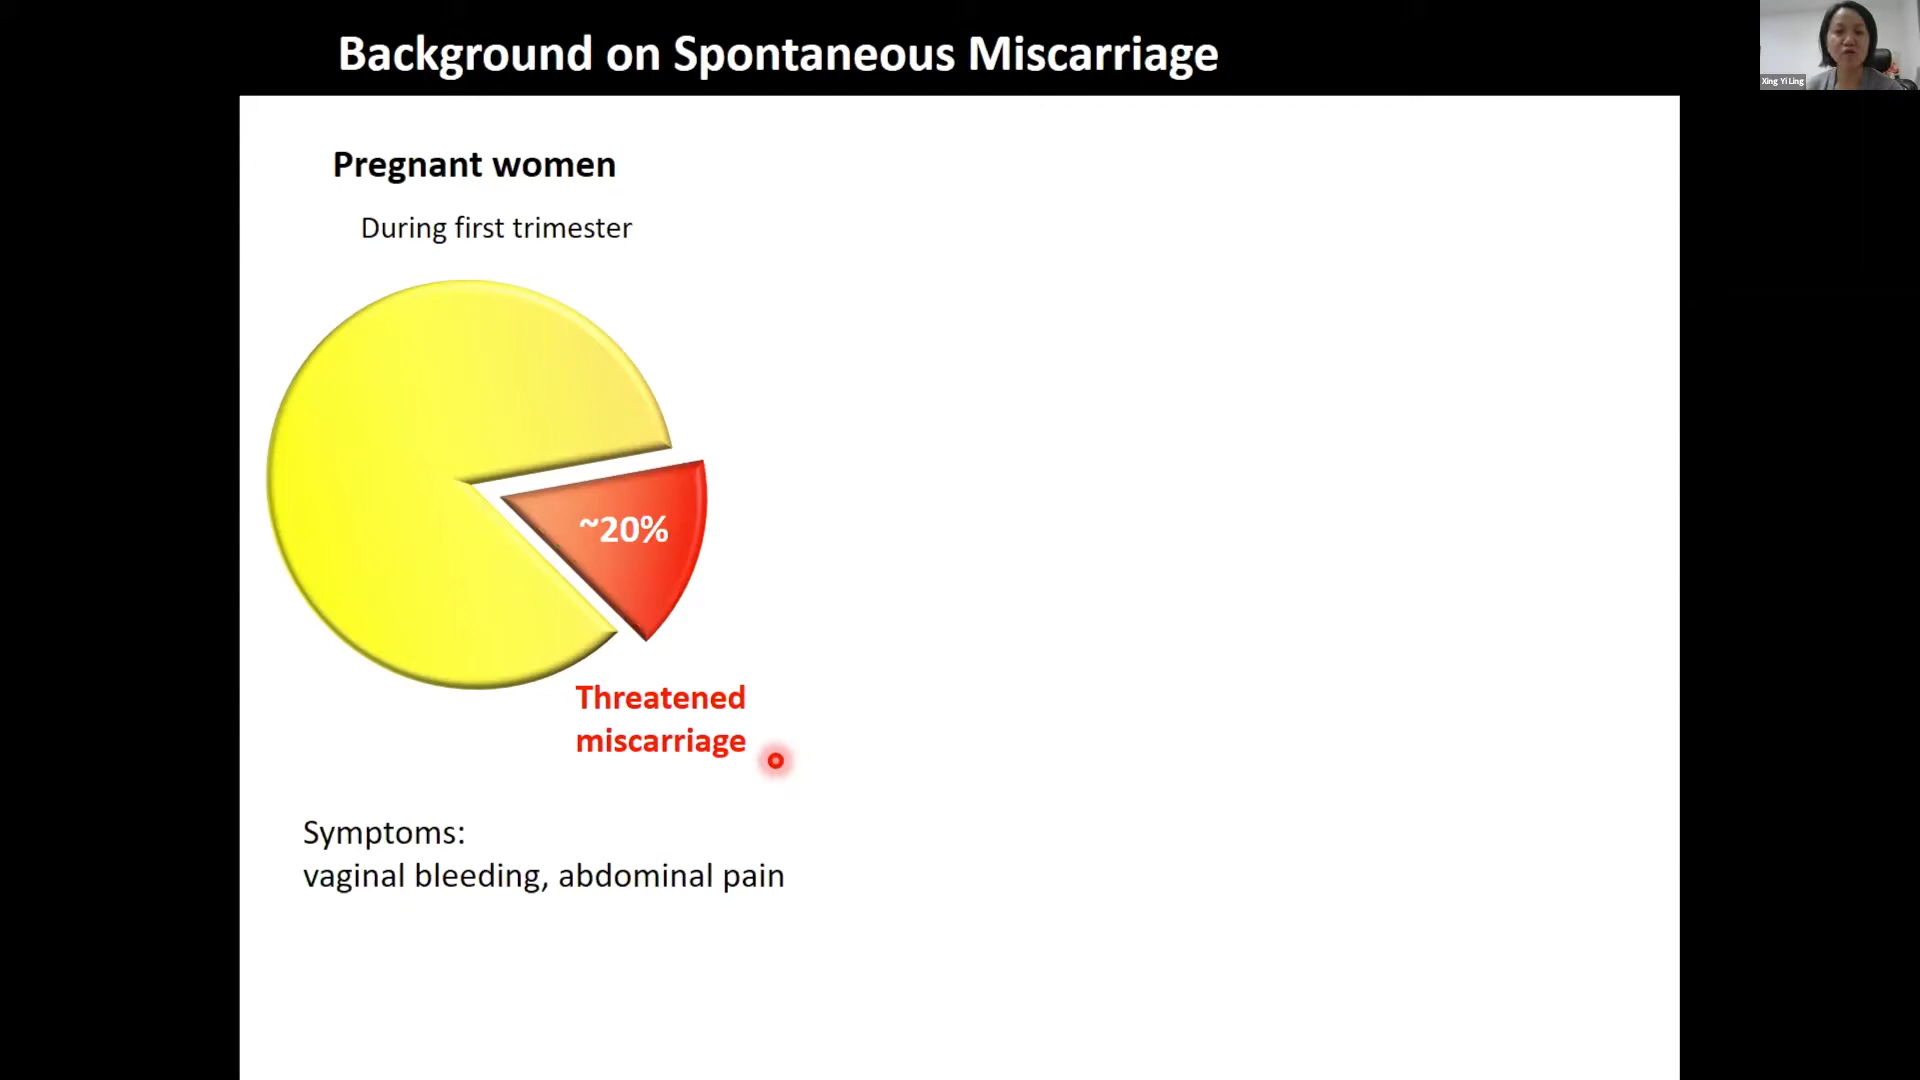 Background on Spontaneous Miscarriage
Xing Yi Ling
Pregnant women
During first trimester
~20%
Threatened
miscarriage
Symptoms:
vaginal bleeding, abdominal pain